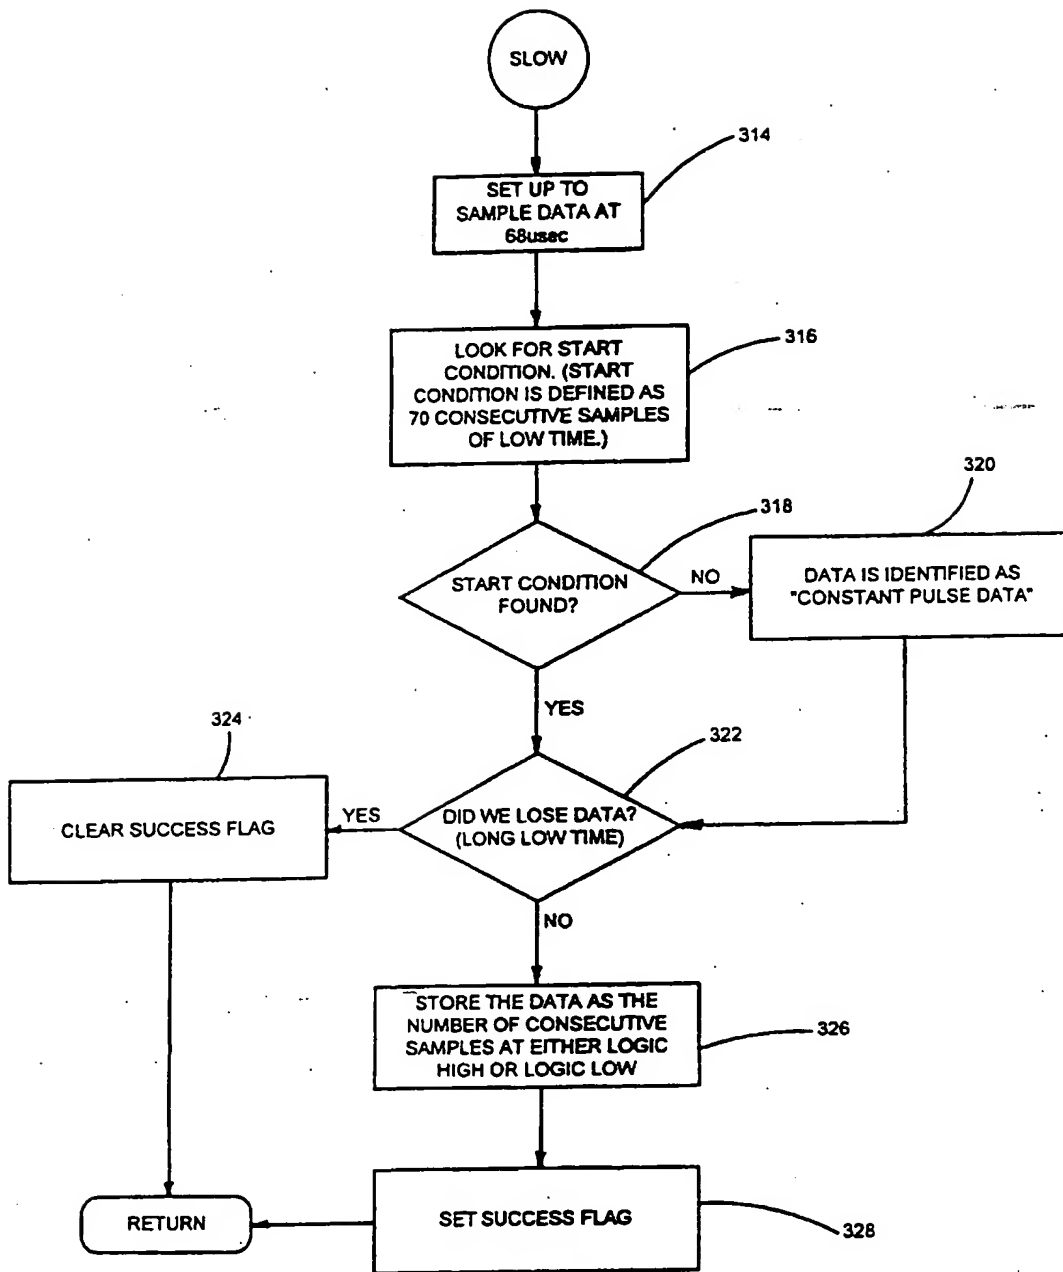 SLOW
314
SET UP TO
SAMPLE DATA AT
68usec
316
LOOK FOR START
CONDITION. (START
CONDITION IS DEFINED AS
70 CONSECUTIVE SAMPLES
OF LOW TIME.)
318
START CONDITION
FOUND?
NO
320
DATA IS IDENTIFIED AS
"CONSTANT PULSE DATA"
YES
322
DID WE LOSE DATA?
(LONG LOW TIME)
YES
324
CLEAR SUCCESS FLAG
NO
STORE THE DATA AS THE
NUMBER OF CONSECUTIVE
SAMPLES AT EITHER LOGIC
HIGH OR LOGIC LOW
326
SET SUCCESS FLAG
328
RETURN